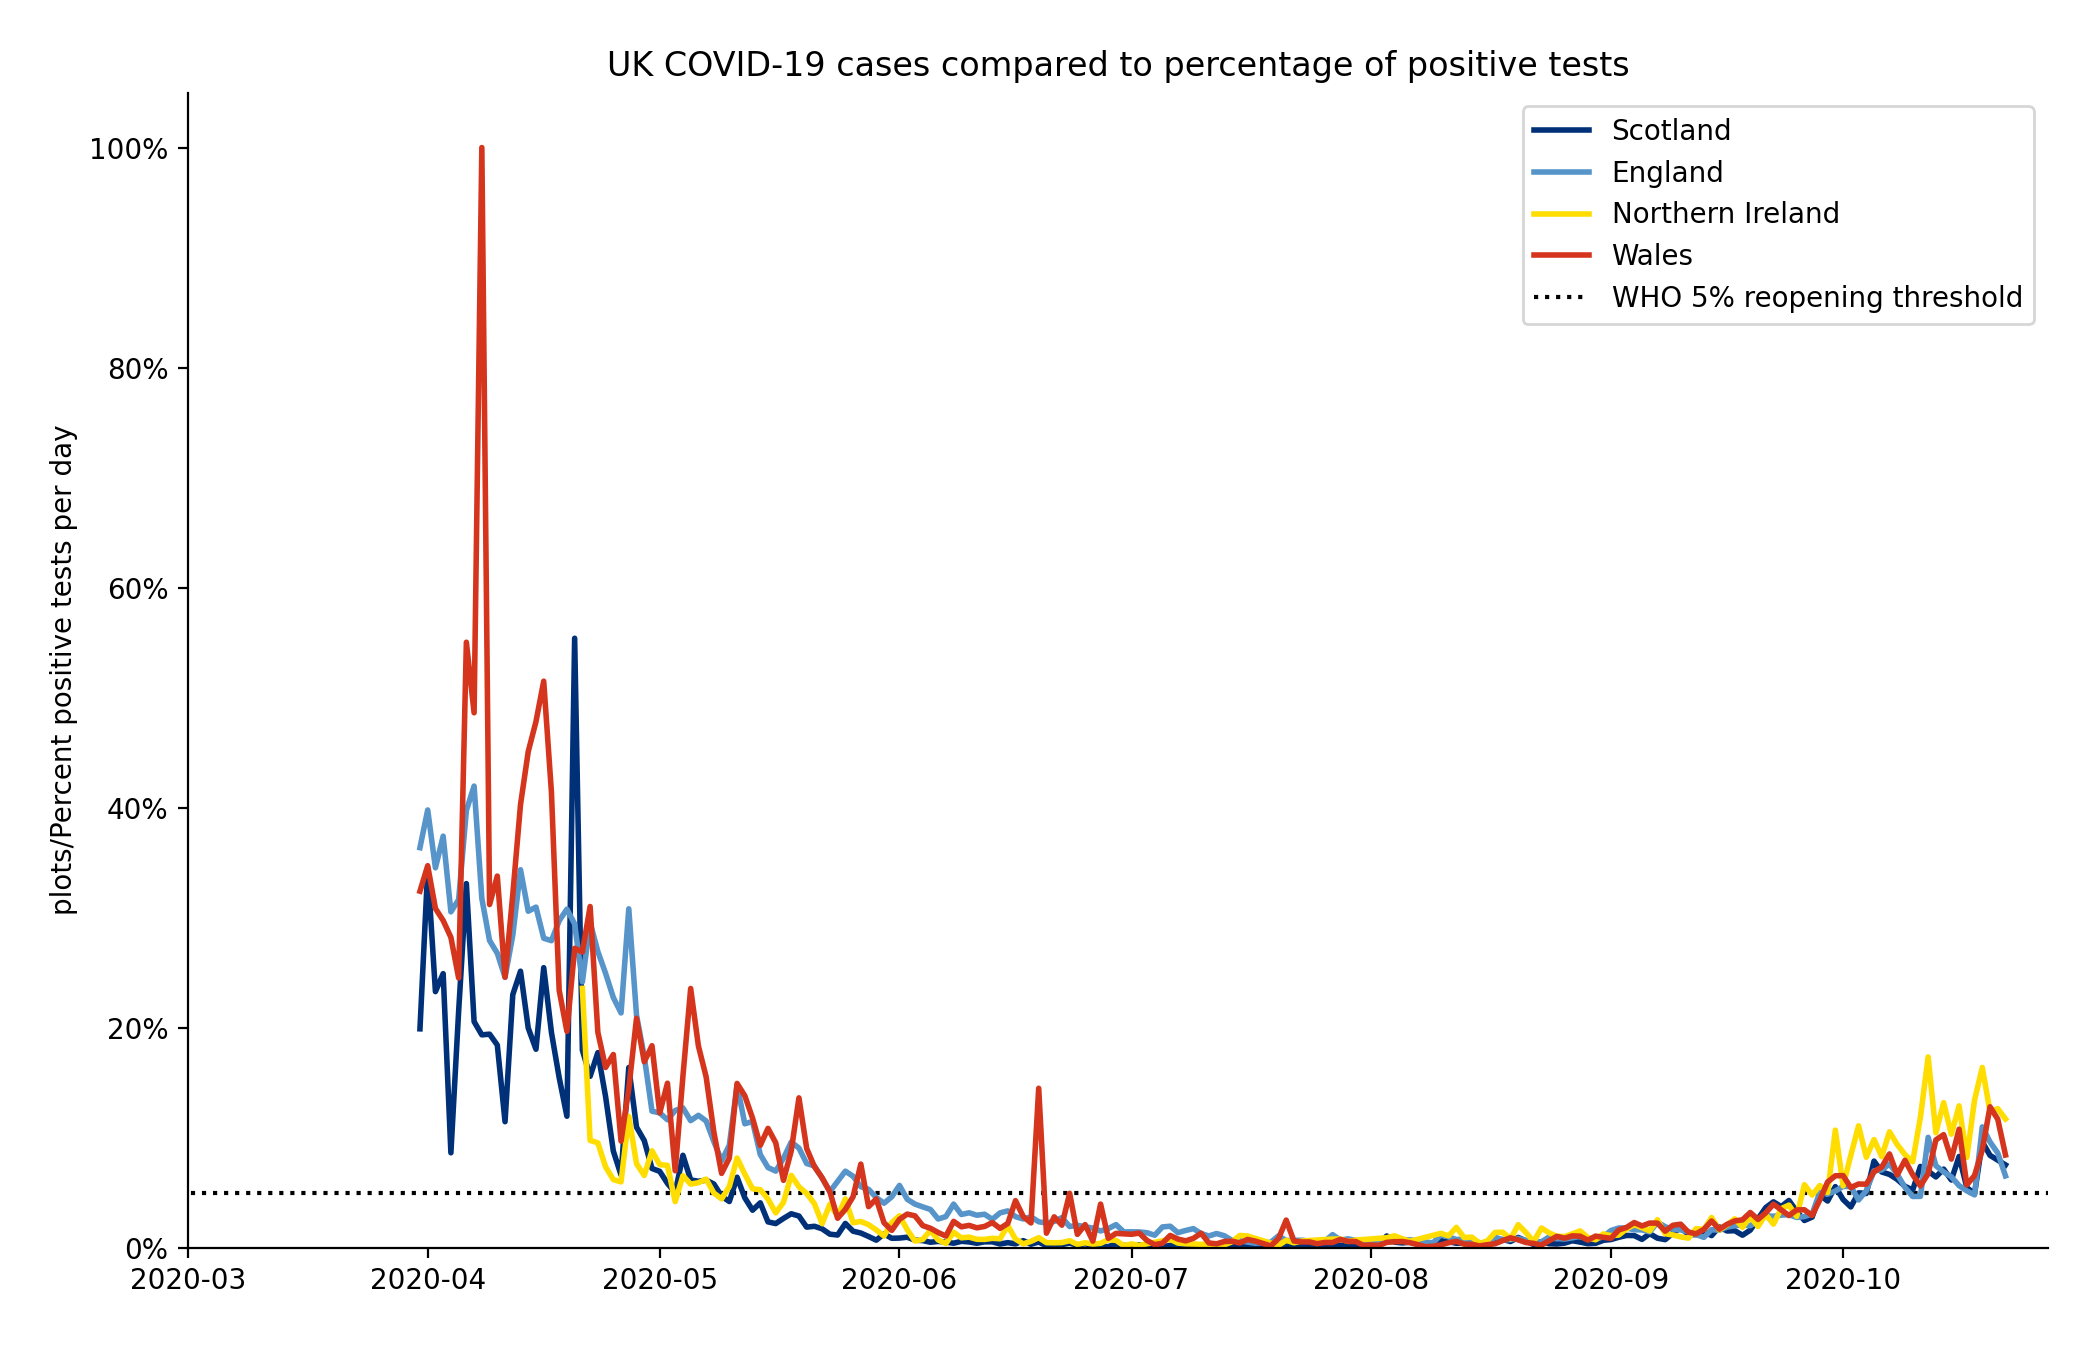 UK COVID-19 cases compared to percentage of positive tests
Scotland
England
Northern Ireland
Wales
WHO 5% reopening threshold
plots/Percent positive tests per day
100%
80%
60%
40%
20%
0%
2020-03
2020-04
2020-05
2020-06
2020-07
2020-08
2020-09
2020-10